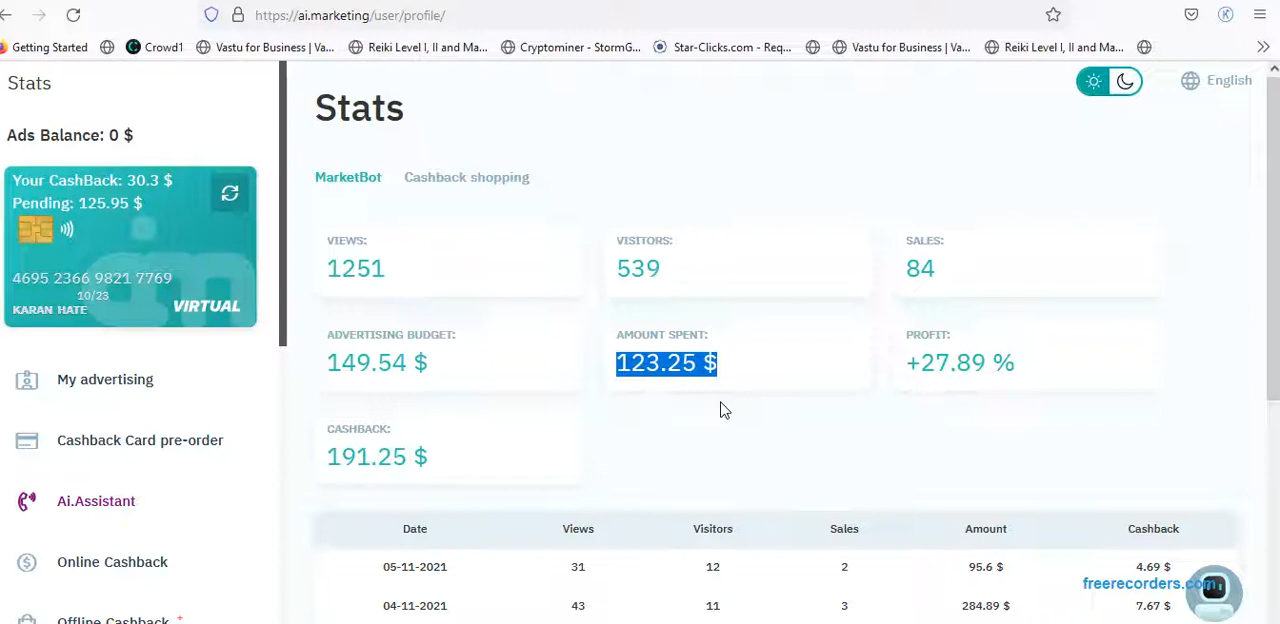 https://ai.marketing/user/profile/
Getting Started
Crowd1
Vastu for Business | Va...
Reiki Level I, II and Ma...
Cryptominer - StormG...
Star-Clicks.com - Req...
Vastu for Business | Va...
Reiki Level I, II and Ma...
Stats
Ads Balance: 0 $
Your CashBack: 30.3 $
Pending: 125.95 $
4695 2366 9821 7769
10/23
KARAN HATE
VIRTUAL
My advertising
Cashback Card pre-order
Ai.Assistant
Online Cashback
Offline Cashback *
English
Stats
MarketBot Cashback shopping
VIEWS: VISITORS: SALES:
1251 539 84
ADVERTISING BUDGET: AMOUNT SPENT: PROFIT:
149.54 $ 123.25 $ +27.89 %
CASHBACK:
191.25 $
Date Views Visitors Sales Amount Cashback
05-11-2021 31 12 2 95.6 $ 4.69 $
04-11-2021 43 11 3 284.89 $ 7.67 $
freerecorders.com